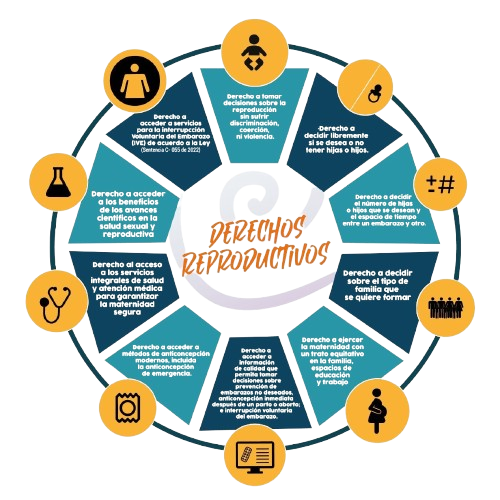 DERECHOS
REPRODUCTIVOS
Derecho a tomar
decisiones sobre la
reproducción
sin sufrir
discriminación,
coerción,
ni violencia.
-Derecho a
decidir libremente
si se desea o no
tener hijas o hijos.
+-#
Derecho a decidir
el número de hijas
o hijos que se desean y
el espacio de tiempo
entre un embarazo y otro.
Derecho a decidir
sobre el tipo de
familia que
se quiere formar
Derecho a ejercer
la maternidad con
un trato equitativo
en la familia,
espacios de
educación
y trabajo
Derecho a
acceder a
información
de calidad que
permita tomar
decisiones sobre
prevención de
embarazos no deseados,
anticoncepción inmediata
después de un parto o aborto;
e interrupción voluntaria
del embarazo.
Derecho a acceder a
métodos de anticoncepción
modernos, incluida
la anticoncepción
de emergencia.
Derecho al acceso
a los servicios
integrales de salud
y atención médica
para garantizar
la maternidad
segura
Derecho a acceder
a los beneficios
de los avances
científicos en la
salud sexual y
reproductiva
Derecho a
acceder a servicios
para la interrupción
Voluntaria del Embarazo
(IVE) de acuerdo a la Ley
(Sentencia C- 055 de 2022)